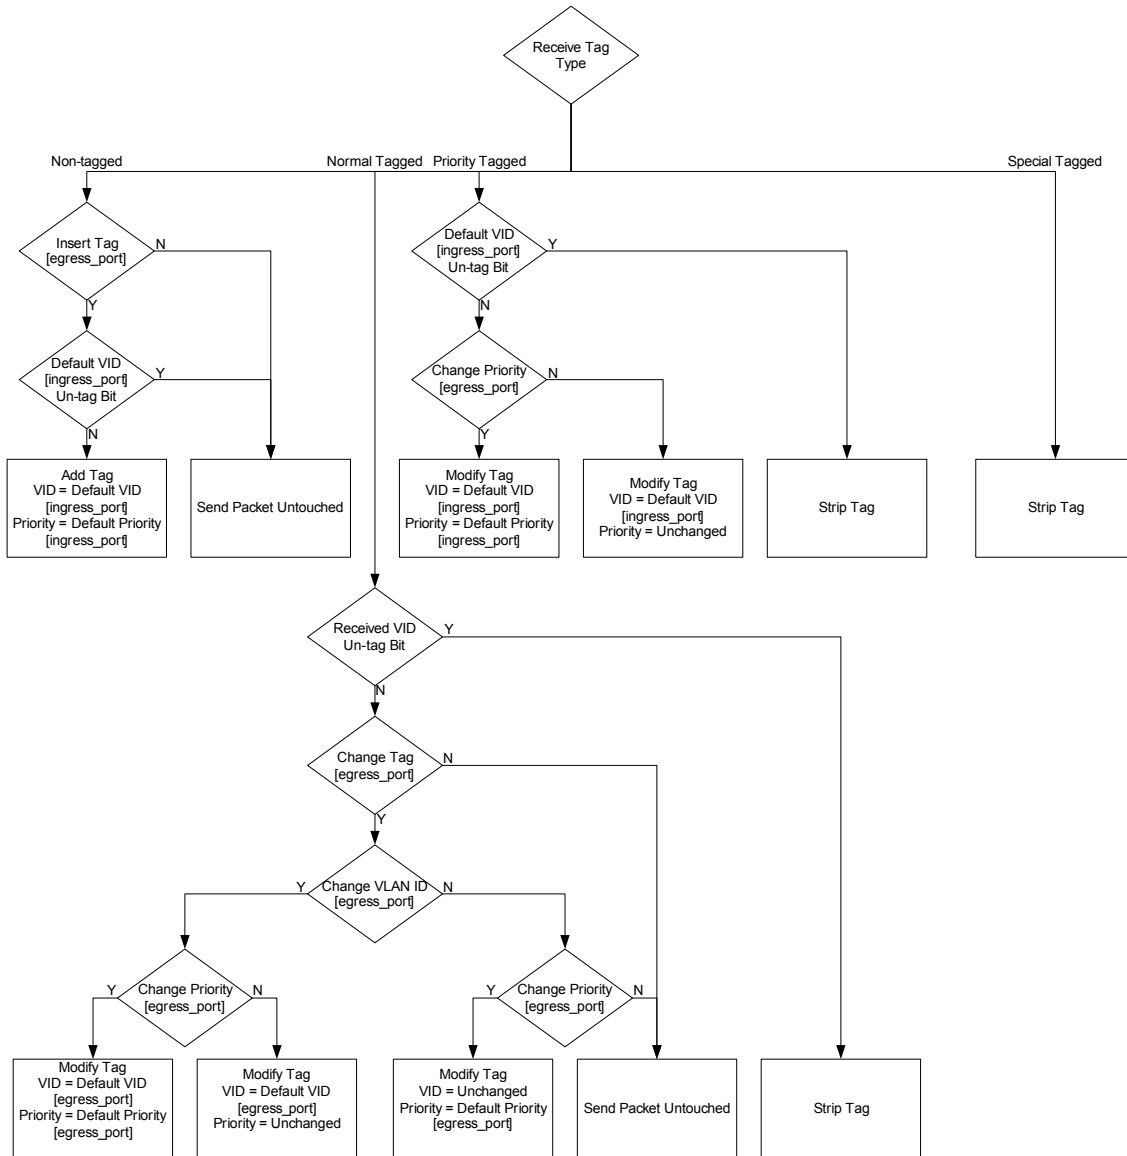 Receive Tag
Type
Non-tagged
Normal Tagged
Priority Tagged
Special Tagged
Insert Tag
[egress_port]
N
Y
Default VID
[ingress_port]
Un-tag Bit
Y
N
Default VID
[ingress_port]
Un-tag Bit
Y
N
Change Priority
[egress_port]
N
Y
Add Tag
VID = Default VID
[ingress_port]
Priority = Default Priority
[ingress_port]
Send Packet Untouched
Modify Tag
VID = Default VID
[ingress_port]
Priority = Default Priority
[ingress_port]
Modify Tag
VID = Default VID
[ingress_port]
Priority = Unchanged
Strip Tag
Strip Tag
Received VID
Un-tag Bit
Y
N
Change Tag
[egress_port]
N
Y
Change VLAN ID
[egress_port]
Y
N
Change Priority
[egress_port]
Y
N
Change Priority
[egress_port]
Y
N
Modify Tag
VID = Default VID
[egress_port]
Priority = Default Priority
[egress_port]
Modify Tag
VID = Default VID
[egress_port]
Priority = Unchanged
Modify Tag
VID = Unchanged
Priority = Default Priority
[egress_port]
Send Packet Untouched
Strip Tag